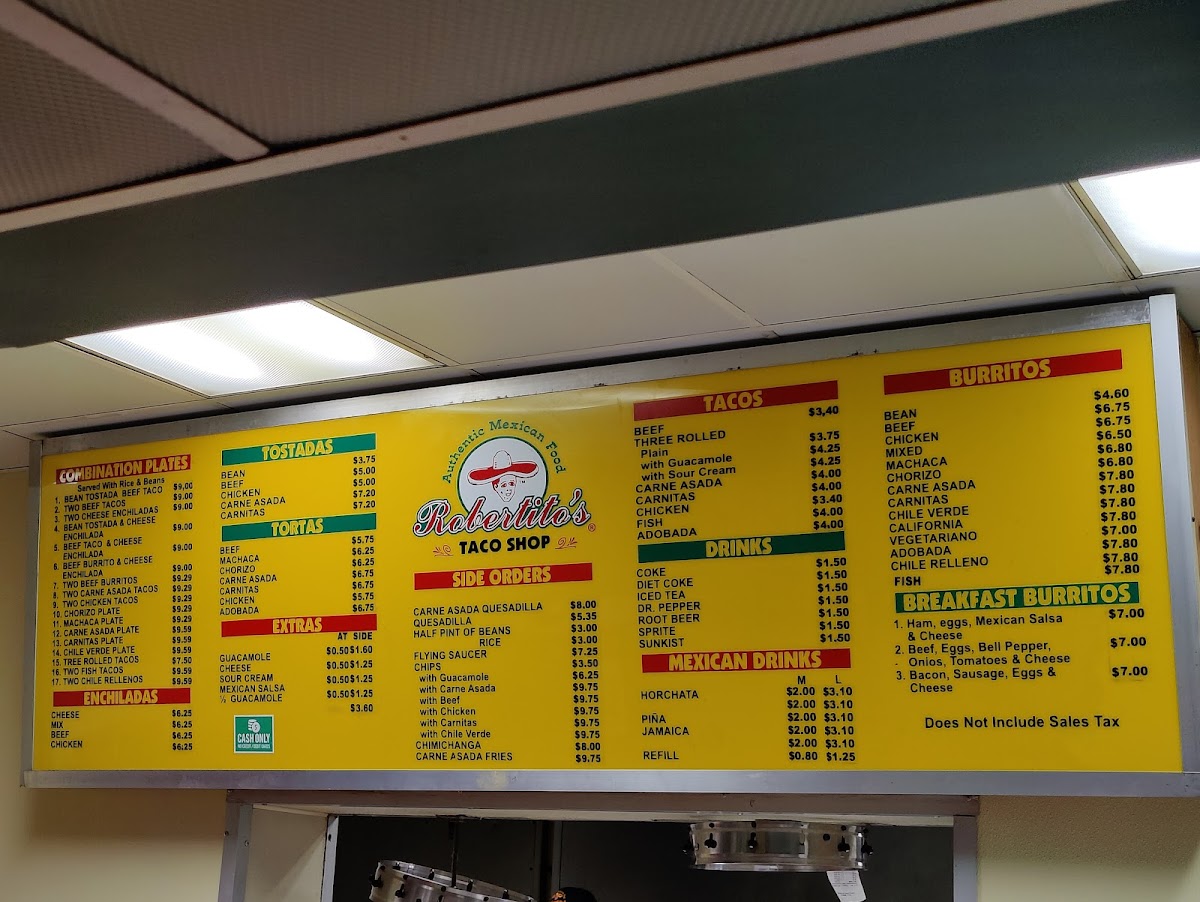 COMBINATION PLATES
Served With Rice & Beans
1. BEAN TOSTADA BEEF TACO $9,00
2. TWO BEEF TACOS $9.00
3. TWO CHEESE ENCHILADAS $9.00
4. BEAN TOSTADA & CHEESE
ENCHILADA $9.00
5. BEEF TACO & CHEESE
ENCHILADA $9.00
6. BEEF BURRITO & CHEESE
ENCHILADA $9.00
7. TWO BEEF BURRITOS $9.29
8. TWO CARNE ASADA TACOS $9.29
9. TWO CHICKEN TACOS $9.29
10. CHORIZO PLATE $9.29
11. MACHACA PLATE $9.29
12. CARNE ASADA PLATE $9.59
13. CARNITAS PLATE $9.59
14. CHILE VERDE PLATE $9.59
15. TREE ROLLED TACOS $7.50
16. TWO FISH TACOS $9.59
17. TWO CHILE RELLENOS $9.59
ENCHILADAS
CHEESE $6.25
MIX $6.25
BEEF $6.25
CHICKEN $6.25
TOSTADAS
BEAN $3.75
BEEF $5.00
CHICKEN $5.00
CARNE ASADA $7.20
CARNITAS $7.20
TORTAS
BEEF $5.75
MACHACA $6.25
CHORIZO $6.25
CARNE ASADA $6.75
CARNITAS $6.75
CHICKEN $5.75
ADOBADA $6.75
EXTRAS
AT SIDE
GUACAMOLE $0.50 $1.60
CHEESE $0.50 $1.25
SOUR CREAM
MEXICAN SALSA $0.50 $1.25
½ GUACAMOLE $3.60
CASH ONLY
Authentic Mexican Food
Robertito's ®
TACO SHOP
SIDE ORDERS
CARNE ASADA QUESADILLA $8.00
QUESADILLA $5.35
HALF PINT OF BEANS $3.00
RICE $3.00
FLYING SAUCER $7.25
CHIPS $3.50
with Guacamole $6.25
with Carne Asada $9.75
with Beef $9.75
with Chicken $9.75
with Carnitas $9.75
with Chile Verde $9.75
CHIMICHANGA $8.00
CARNE ASADA FRIES $9.75
TACOS
BEEF $3,40
THREE ROLLED
Plain $3.75
with Guacamole $4.25
with Sour Cream $4.25
CARNE ASADA $4.00
CARNITAS $4.00
CHICKEN $3.40
FISH $4.00
ADOBADA $4.00
DRINKS
COKE $1.50
DIET COKE $1.50
ICED TEA $1.50
DR. PEPPER $1.50
ROOT BEER $1.50
SPRITE $1.50
SUNKIST $1.50
MEXICAN DRINKS
M L
HORCHATA $2.00 $3.10
$2.00 $3.10
PIÑA $2.00 $3.10
JAMAICA $2.00 $3.10
$2.00 $3.10
REFILL $0.80 $1.25
BURRITOS
BEAN $4.60
BEEF $6.75
CHICKEN $6.75
MIXED $6.50
MACHACA $6.80
CHORIZO $6.80
CARNE ASADA $7.80
CARNITAS $7.80
CHILE VERDE $7.80
CALIFORNIA $7.80
VEGETARIANO $7.00
ADOBADA $7.80
CHILE RELLENO $7.80
FISH $7.80
BREAKFAST BURRITOS
1. Ham, eggs, Mexican Salsa $7.00
& Cheese
2. Beef, Eggs, Bell Pepper, $7.00
Onions, Tomatoes & Cheese
3. Bacon, Sausage, Eggs & $7.00
Cheese
Does Not Include Sales Tax